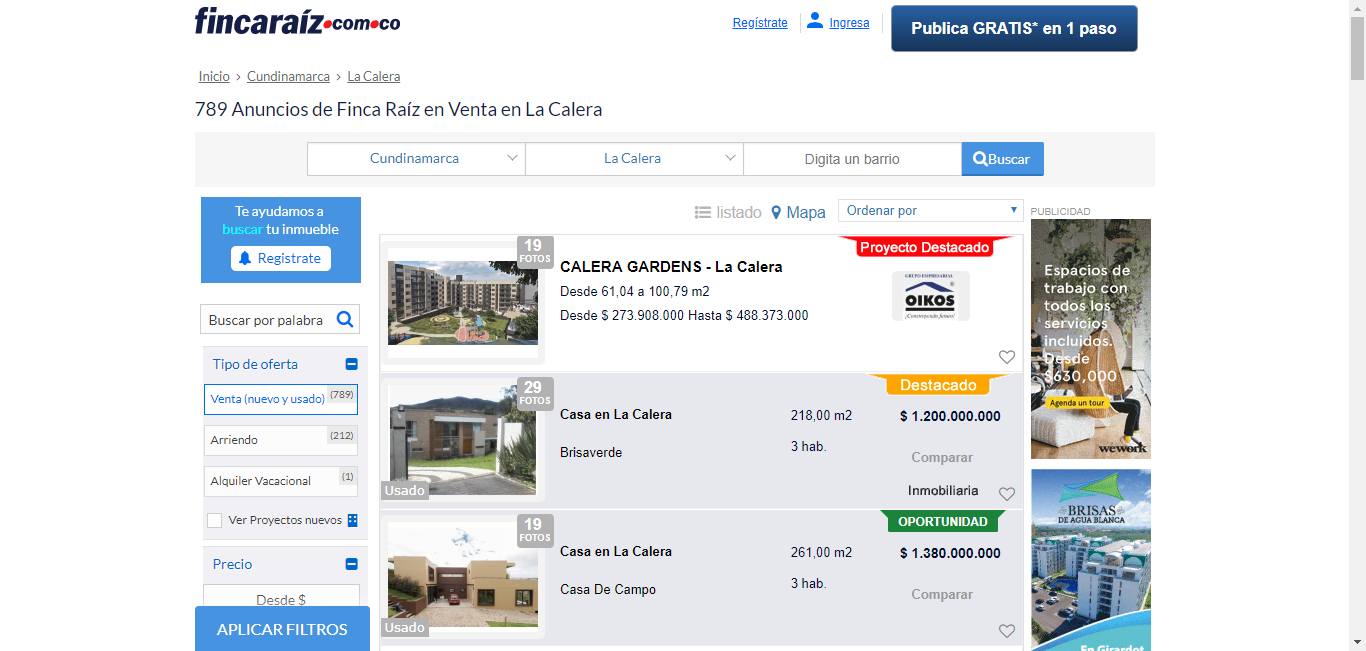 fincaraíz.com.co
Regístrate
Ingresa
Publica GRATIS* en 1 paso
Inicio › Cundinamarca › La Calera
789 Anuncios de Finca Raíz en Venta en La Calera
Cundinamarca
La Calera
Digita un barrio
Buscar
Te ayudamos a
buscar tu inmueble
Registrate
Buscar por palabra
Tipo de oferta
Venta (nuevo y usado) (789)
Arriendo (212)
Alquiler Vacacional (1)
Ver Proyectos nuevos
Precio
Desde $
APLICAR FILTROS
listado
Mapa
Ordenar por
19
FOTOS
CALERA GARDENS - La Calera
Desde 61,04 a 100,79 m2
Desde $ 273.908.000 Hasta $ 488.373.000
Proyecto Destacado
GRUPO EMPRESARIAL
OIKOS
¡Construyendo futuro!
29
FOTOS
Usado
Casa en La Calera
Brisaverde
218,00 m2
3 hab.
Destacado
$ 1.200.000.000
Comparar
Inmobiliaria
19
FOTOS
Usado
Casa en La Calera
Casa De Campo
261,00 m2
3 hab.
OPORTUNIDAD
$ 1.380.000.000
Comparar
PUBLICIDAD
Espacios de
trabajo con
todos los
servicios
incluidos.
Desde
$630,000
Agenda un tour
wework
BRISAS
DE AGUA BLANCA
En Girardot